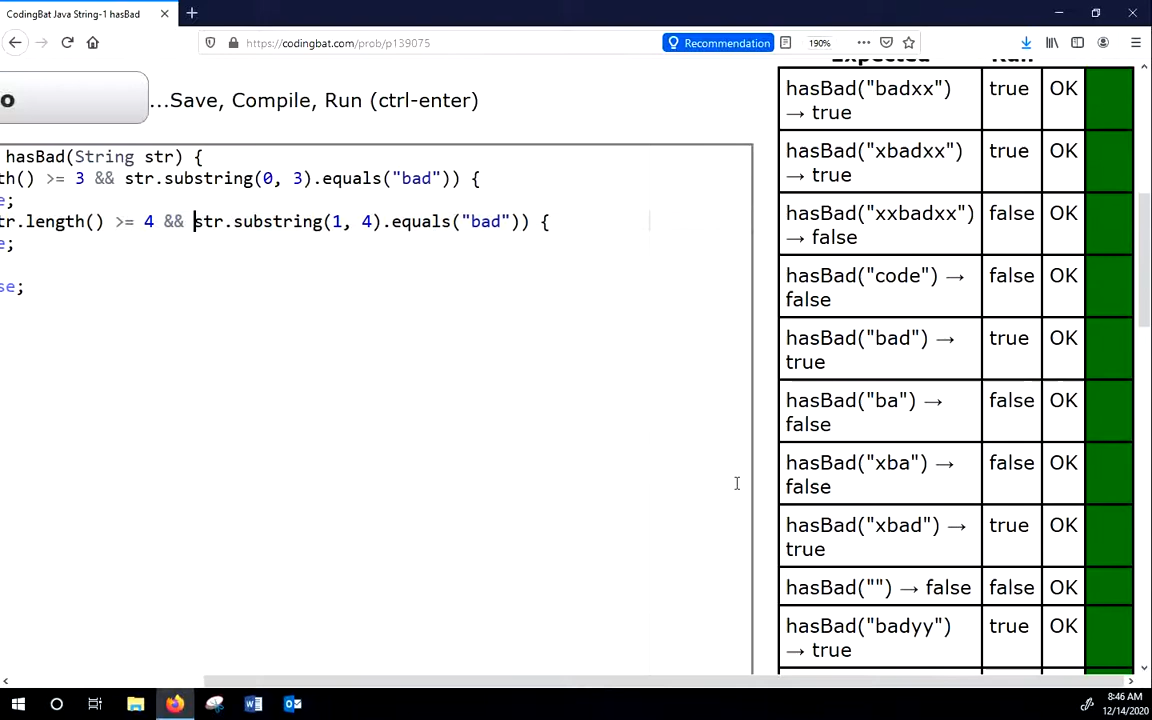 CodingBat Java String-1 hasBad
https://codingbat.com/prob/p139075
Recommendation
190%
o
...Save, Compile, Run (ctrl-enter)
hasBad(String str) {
th() >= 3 && str.substring(0, 3).equals("bad")) {
e;
tr.length() >= 4 && str.substring(1, 4).equals("bad")) {
e;
se;
Expected Run
hasBad("badxx") → true true OK
hasBad("xbadxx") → true true OK
hasBad("xxbadxx") → false false OK
hasBad("code") → false false OK
hasBad("bad") → true true OK
hasBad("ba") → false false OK
hasBad("xba") → false false OK
hasBad("xbad") → true true OK
hasBad("") → false false OK
hasBad("badyy") → true true OK
8:46 AM
12/14/2020